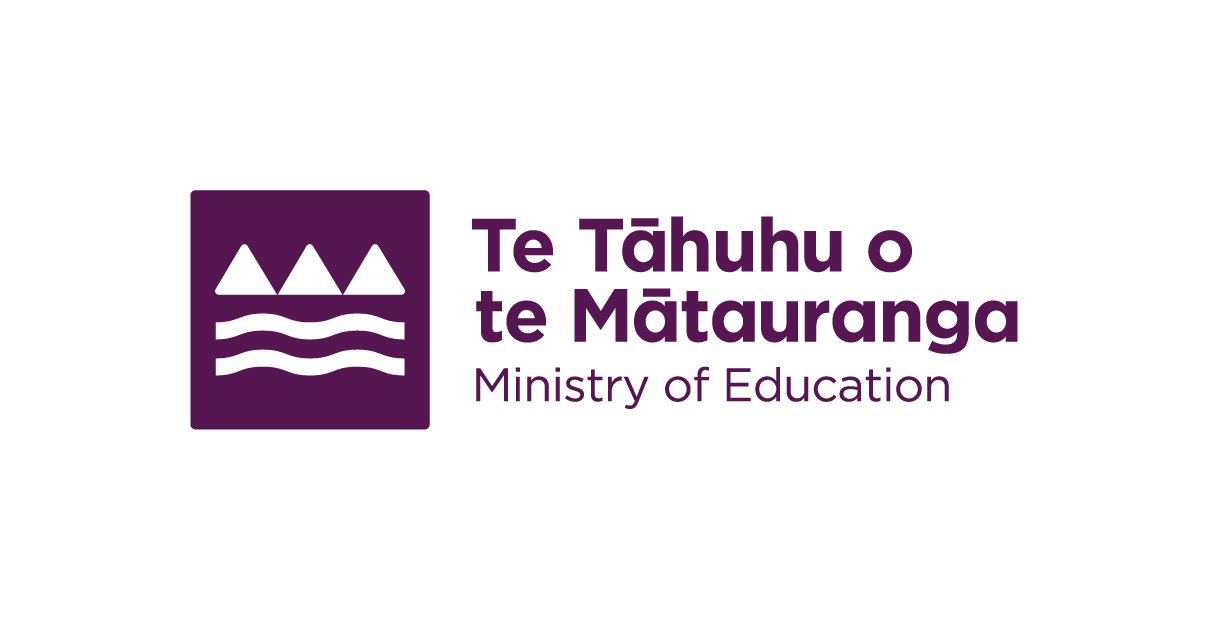 Te Tāhuhu o
te Mātauranga
Ministry of Education